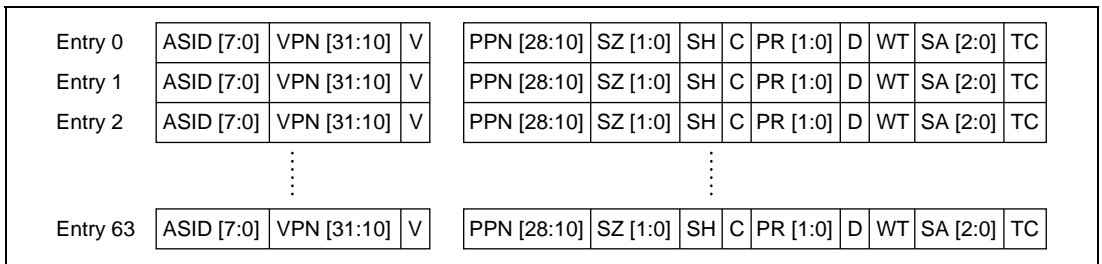 Entry 0 ASID [7:0] VPN [31:10] V PPN [28:10] SZ [1:0] SH C PR [1:0] D WT SA [2:0] TC
Entry 1 ASID [7:0] VPN [31:10] V PPN [28:10] SZ [1:0] SH C PR [1:0] D WT SA [2:0] TC
Entry 2 ASID [7:0] VPN [31:10] V PPN [28:10] SZ [1:0] SH C PR [1:0] D WT SA [2:0] TC
Entry 63 ASID [7:0] VPN [31:10] V PPN [28:10] SZ [1:0] SH C PR [1:0] D WT SA [2:0] TC